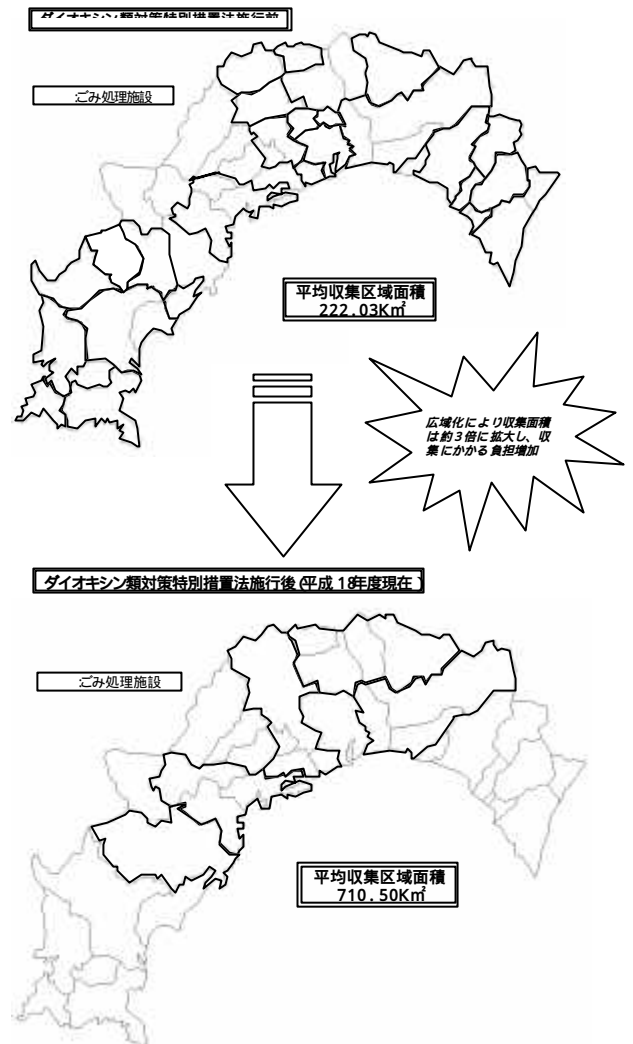 ダイオキシン類対策特別措置法施行前
:ごみ処理施設
平均収集区域面積
222.03K㎡
広域化により収集面積
は約3倍に拡大し、収
集にかかる負担増加
ダイオキシン類対策特別措置法施行後(平成18年度現在)
:ごみ処理施設
平均収集区域面積
710.50K㎡